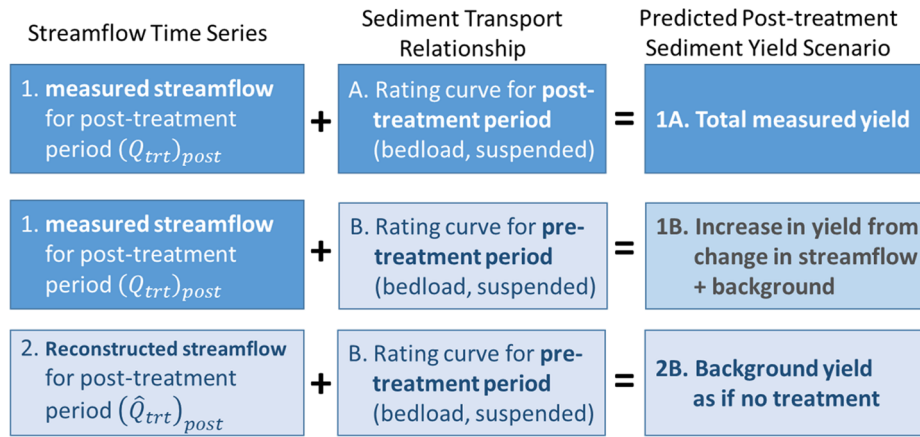 Streamflow Time Series
Sediment Transport
Relationship
Predicted Post-treatment
Sediment Yield Scenario
1. measured streamflow
for post-treatment
period (Q_trt)_post
+
A. Rating curve for post-
treatment period
(bedload, suspended)
=
1A. Total measured yield
1. measured streamflow
for post-treatment
period (Q_trt)_post
+
B. Rating curve for pre-
treatment period
(bedload, suspended)
=
1B. Increase in yield from
change in streamflow
+ background
2. Reconstructed streamflow
for post-treatment
period (Q̂_trt)_post
+
B. Rating curve for pre-
treatment period
(bedload, suspended)
=
2B. Background yield
as if no treatment